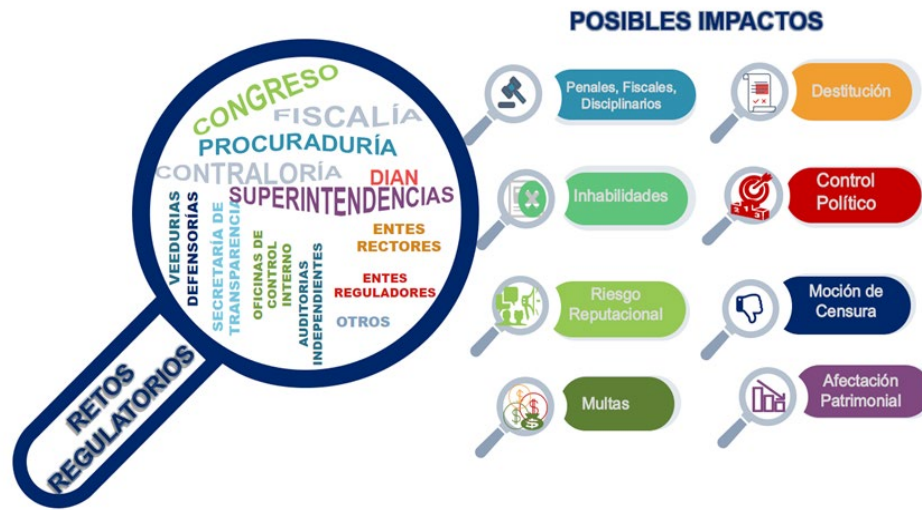 POSIBLES IMPACTOS
CONGRESO
FISCALÍA
PROCURADURÍA
CONTRALORÍA
DIAN
SUPERINTENDENCIAS
VEEDURIAS
DEFENSORÍAS
SECRETARÍA DE
TRANSPARENCIA
OFICINAS DE
CONTROL
INTERNO
AUDITORIAS
INDEPENDIENTES
ENTES
RECTORES
ENTES
REGULADORES
OTROS
RETOS
REGULATORIOS
Penales, Fiscales,
Disciplinarios
Destitución
Inhabilidades
Control
Político
Riesgo
Reputacional
Moción de
Censura
Multas
Afectación
Patrimonial